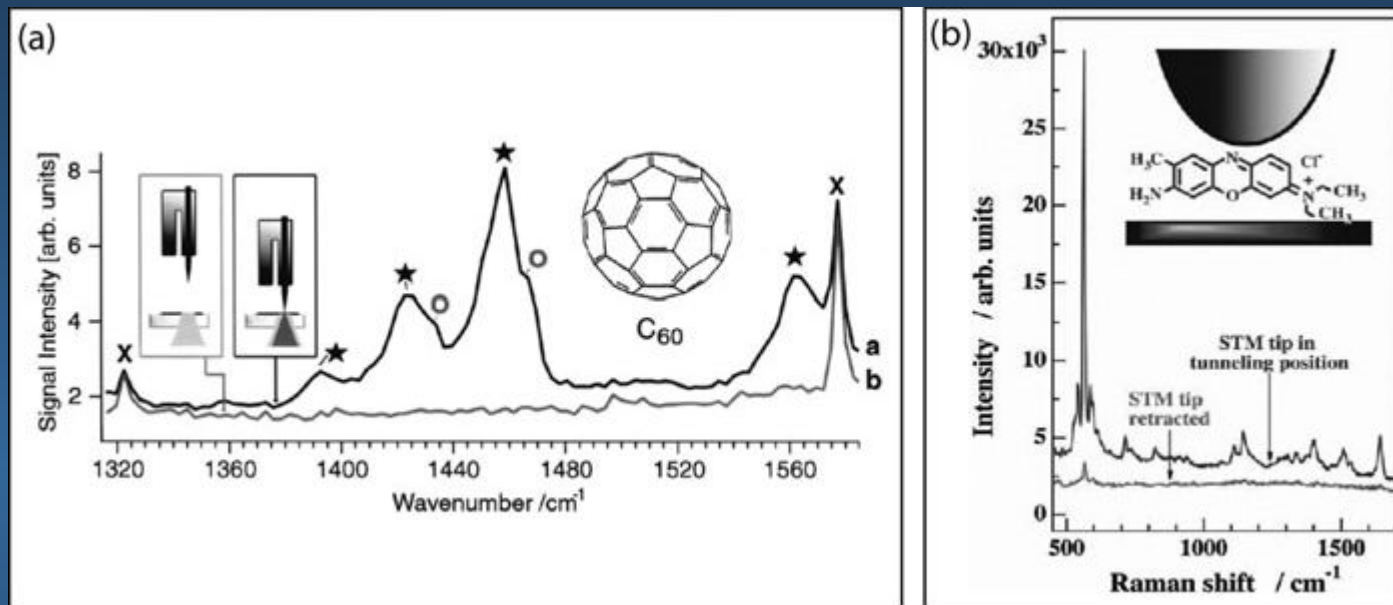 (a)
Signal Intensity [arb. units]
8
6
4
2
X
O
O
X
C60
a
b
1320 1360 1400 1440 1480 1520 1560
Wavenumber /cm-1
(b)
30x10³
25
20
15
10
5
0
Intensity / arb. units
H₃C
N
Cl-
+
H₂N
O
N
CH₃
CH₃
STM tip in
tunneling position
STM tip
retracted
500 1000 1500
Raman shift / cm-1